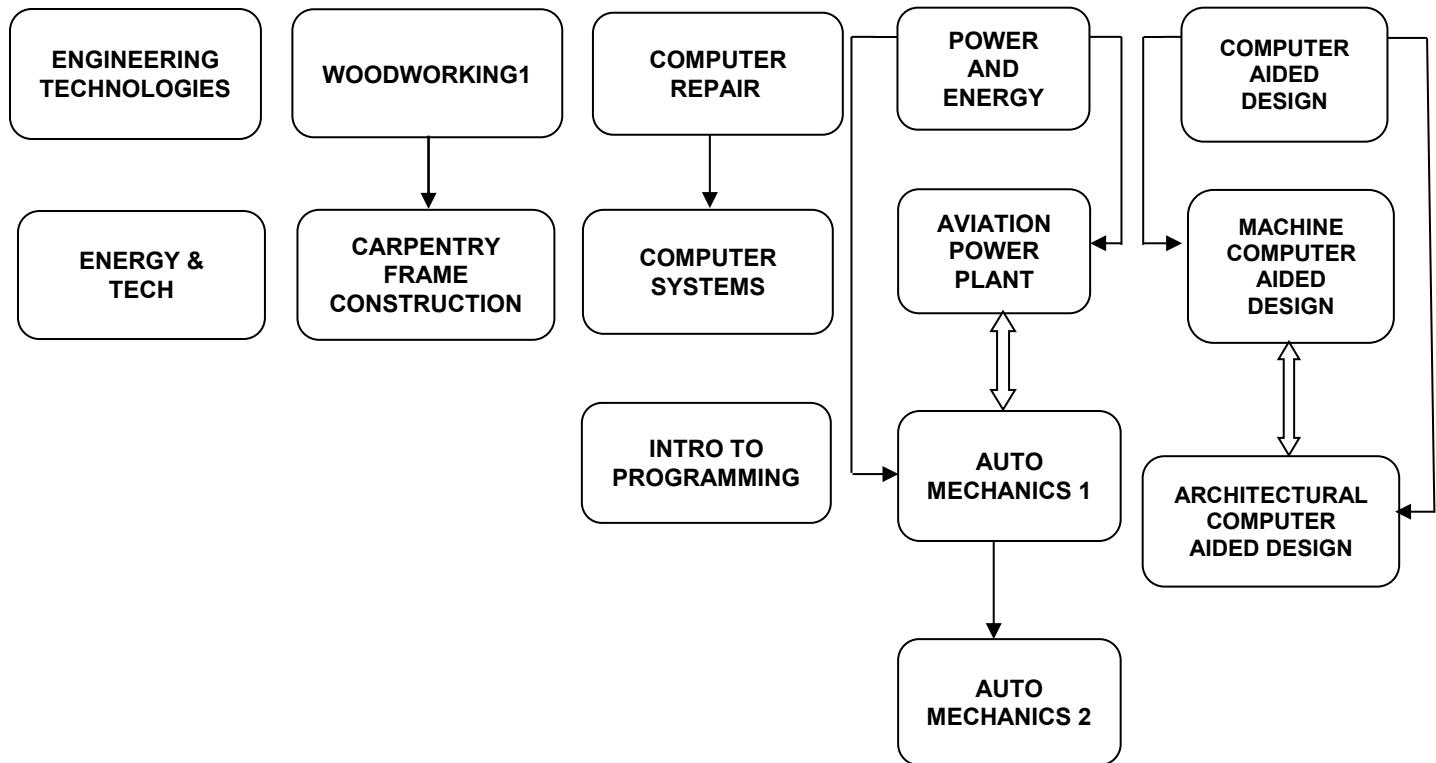 ENGINEERING
TECHNOLOGIES
WOODWORKING1
COMPUTER
REPAIR
POWER
AND
ENERGY
COMPUTER
AIDED
DESIGN
ENERGY &
TECH
CARPENTRY
FRAME
CONSTRUCTION
COMPUTER
SYSTEMS
AVIATION
POWER
PLANT
MACHINE
COMPUTER
AIDED
DESIGN
INTRO TO
PROGRAMMING
AUTO
MECHANICS 1
ARCHITECTURAL
COMPUTER
AIDED DESIGN
AUTO
MECHANICS 2